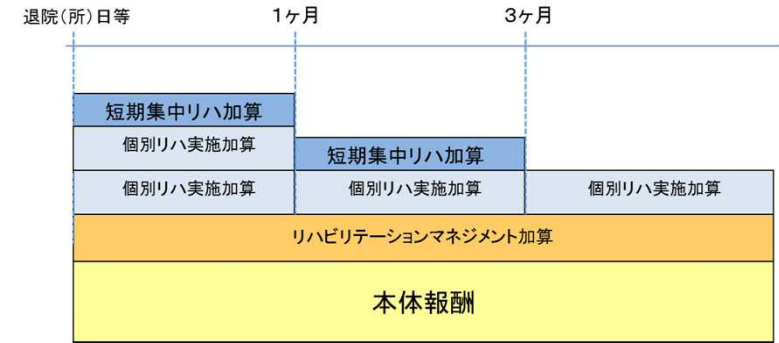 退院(所)日等 1ヶ月 3ヶ月
短期集中リハ加算
個別リハ実施加算 短期集中リハ加算
個別リハ実施加算 個別リハ実施加算 個別リハ実施加算
リハビリテーションマネジメント加算
本体報酬